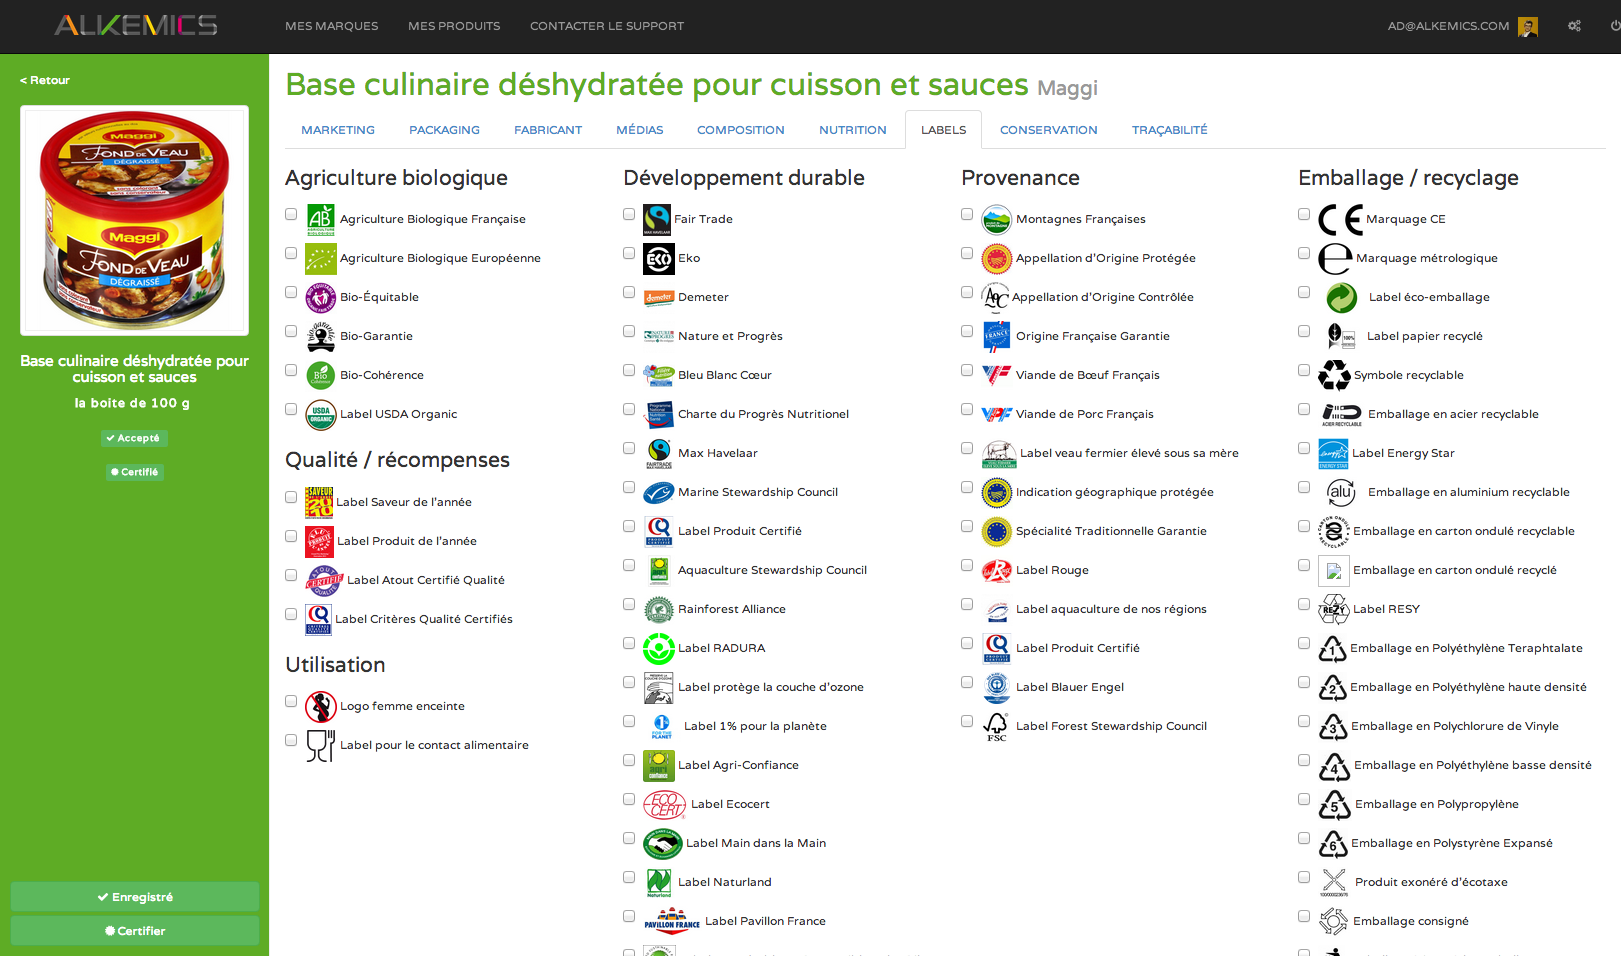 ALKEMICS
MES MARQUES
MES PRODUITS
CONTACTER LE SUPPORT
AD@ALKEMICS.COM
< Retour
Maggi
FOND DE VEAU
DÉGRAISSÉ
Maggi
FOND DE VEAU
DÉGRAISSÉ
Base culinaire déshydratée pour
cuisson et sauces
la boite de 100 g
Accepté
Certifié
Enregistré
Certifier
Base culinaire déshydratée pour cuisson et sauces Maggi
MARKETING
PACKAGING
FABRICANT
MÉDIAS
COMPOSITION
NUTRITION
LABELS
CONSERVATION
TRAÇABILITÉ
Agriculture biologique
Agriculture Biologique Française
Agriculture Biologique Européenne
Bio-Équitable
Bio-Garantie
Bio-Cohérence
Label USDA Organic
Qualité / récompenses
Label Saveur de l'année
Label Produit de l'année
Label Atout Certifié Qualité
Label Critères Qualité Certifiés
Utilisation
Logo femme enceinte
Label pour le contact alimentaire
Développement durable
Fair Trade
Eko
Demeter
Nature et Progrès
Bleu Blanc Cœur
Charte du Progrès Nutritionel
Max Havelaar
Marine Stewardship Council
Label Produit Certifié
Aquaculture Stewardship Council
Rainforest Alliance
Label RADURA
Label protège la couche d'ozone
Label 1% pour la planète
Label Agri-Confiance
Label Ecocert
Label Main dans la Main
Label Naturland
Label Pavillon France
Provenance
Montagnes Françaises
Appellation d'Origine Protégée
Appellation d'Origine Contrôlée
Origine Française Garantie
Viande de Bœuf Français
Viande de Porc Français
Label veau fermier élevé sous sa mère
Indication géographique protégée
Spécialité Traditionnelle Garantie
Label Rouge
Label aquaculture de nos régions
Label Produit Certifié
Label Blauer Engel
Label Forest Stewardship Council
Emballage / recyclage
Marquage CE
Marquage métrologique
Label éco-emballage
Label papier recyclé
Symbole recyclable
Emballage en acier recyclable
Label Energy Star
Emballage en aluminium recyclable
Emballage en carton ondulé recyclable
Emballage en carton ondulé recyclé
Label RESY
Emballage en Polyéthylène Teraphtalate
Emballage en Polyéthylène haute densité
Emballage en Polychlorure de Vinyle
Emballage en Polyéthylène basse densité
Emballage en Polypropylène
Emballage en Polystyrène Expansé
Produit exonéré d'écotaxe
Emballage consigné